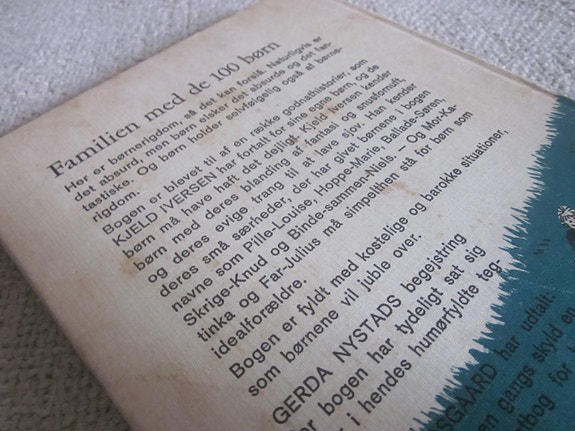 Familien med de 100 børn
Her er børnerigdom, så det kan forslå. Naturligvis er
det absurd, men børn elsker det absurde og det fan-
tastiske. Og børn holder selvfølgelig også af børne-
rigdom.
Bogen er blevet til af en række godnathistorier, som
KJELD IVERSEN har fortalt for sine egne børn og de
børn må have haft det dejligt. Kjeld Iversen kender
børn med deres blanding af fantasi og snusfornuft,
og deres evige trang til at lave sjov. Han kender
deres små særheder, der har givet børnene i bogen
navne som Pille-Louise, Hoppe-Marie, Ballade-Søren,
Skrige-Knud og Binde-sammen-Niels. — Og Mor-Ka-
tinka og Far-Julius må simpelthen stå for børn som
idealforældre.
Bogen er fyldt med kostelige og barokke situationer,
som børnene vil juble over.
GERDA NYSTADS begejstring
for bogen har tydeligt sat sig
i hendes humørfyldte teg-
SGAARD har udtalt:
en gangs skyld en